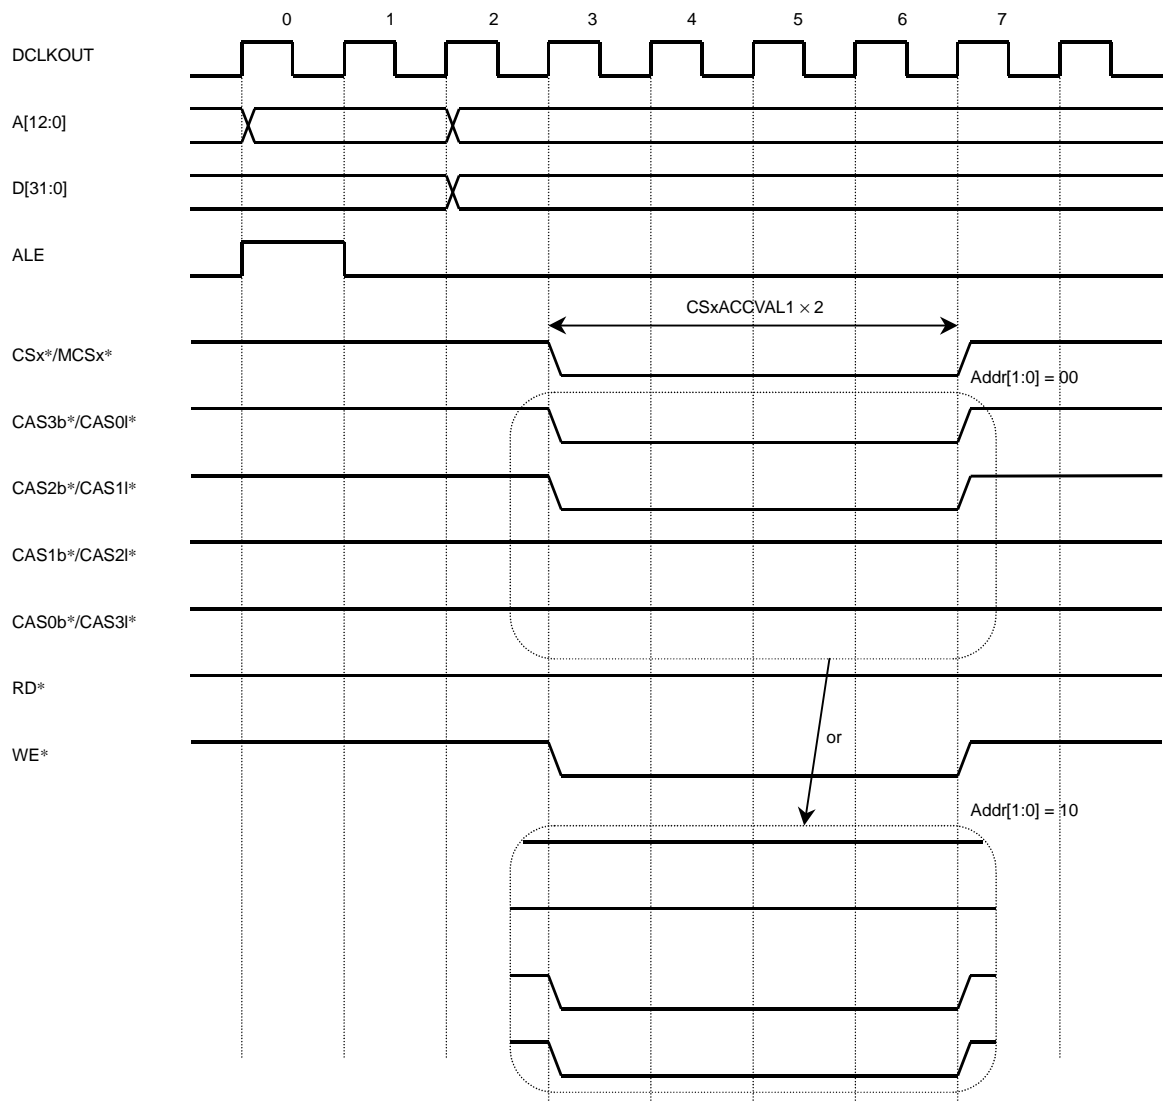 0 1 2 3 4 5 6 7
DCLKOUT
A[12:0]
D[31:0]
ALE
CSxACCVAL1 × 2
CSx*/MCSx*
Addr[1:0] = 00
CAS3b*/CAS0l*
CAS2b*/CAS1l*
CAS1b*/CAS2l*
CAS0b*/CAS3l*
RD*
or
WE*
Addr[1:0] = 10